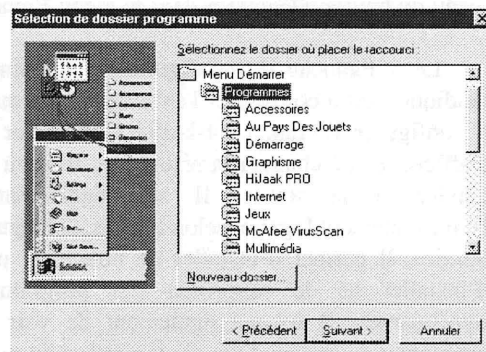 Sélection de dossier programme
Sélectionnez le dossier où placer le raccourci :
Menu Démarrer
Programmes
Accessoires
Au Pays Des Jouets
Démarrage
Graphisme
HiJaak PRO
Internet
Jeux
McAfee VirusScan
Multimédia
Nouveau dossier...
< Précédent
Suivant >
Annuler